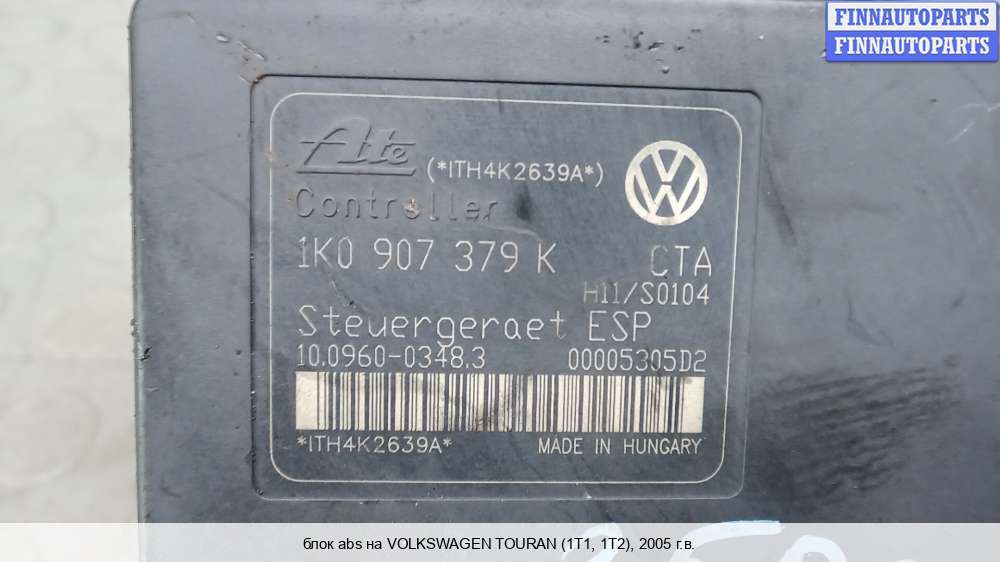 FINNAUTOPARTS
FINNAUTOPARTS
Ate (*ITH4K2639A*)
Controller
1K0 907 379 K CTA
H11/S0104
Steuergeraet ESP
10.0960-0348.3 00005305D2
*ITH4K2639A* MADE IN HUNGARY
блок abs на VOLKSWAGEN TOURAN (1T1, 1T2), 2005 г.в.